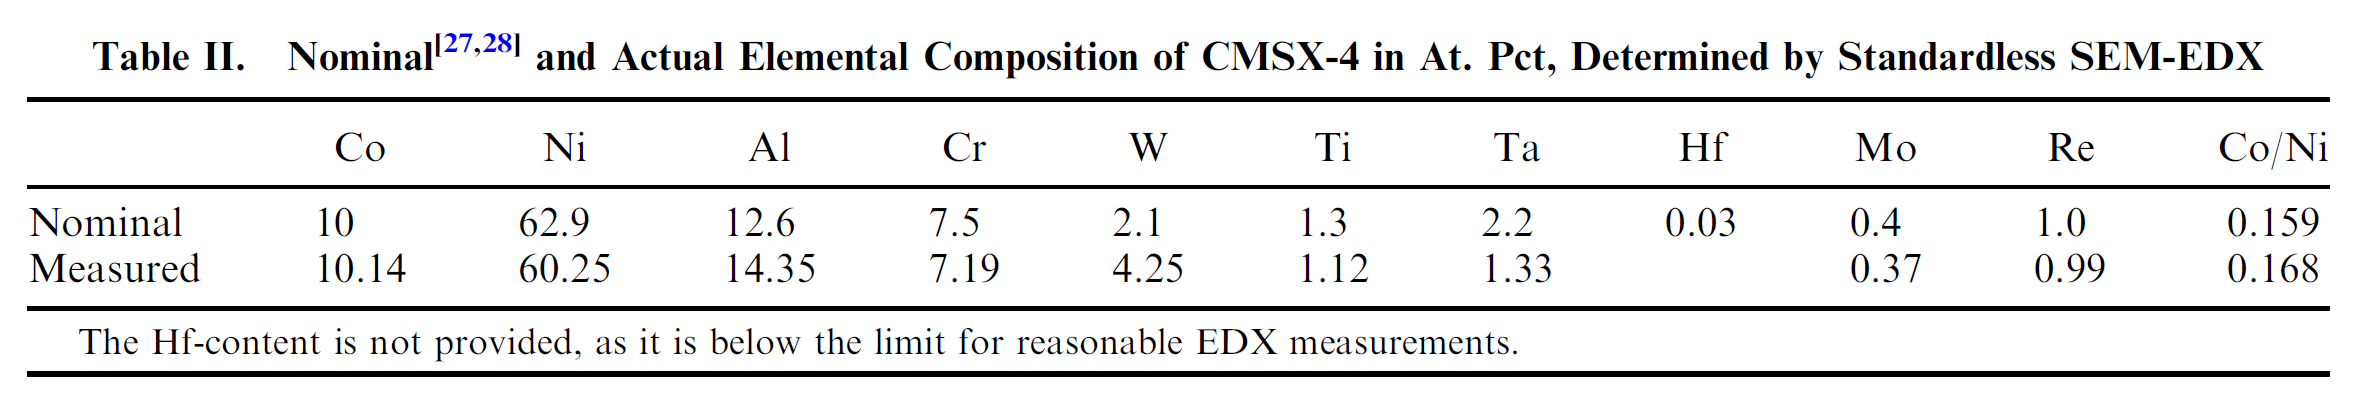 Table II. Nominal[27,28] and Actual Elemental Composition of CMSX-4 in At. Pct, Determined by Standardless SEM-EDX
Co Ni Al Cr W Ti Ta Hf Mo Re Co/Ni
Nominal 10 62.9 12.6 7.5 2.1 1.3 2.2 0.03 0.4 1.0 0.159
Measured 10.14 60.25 14.35 7.19 4.25 1.12 1.33 0.37 0.99 0.168
The Hf-content is not provided, as it is below the limit for reasonable EDX measurements.